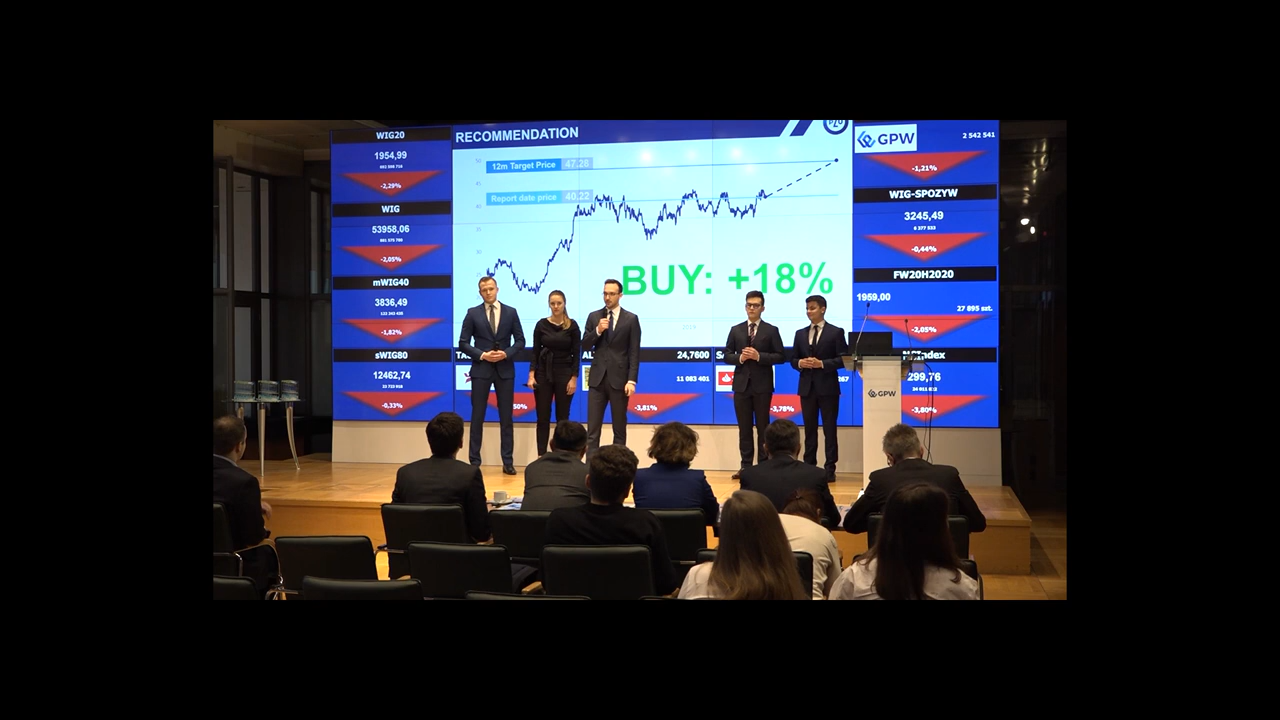 WIG20
1954,99
-2,29%
WIG
53958,06
-2,05%
mWIG40
3836,49
-1,82%
sWIG80
12462,74
-0,33%
RECOMMENDATION
12m Target Price 47.28
Report date price 40.22
BUY: +18%
24,7600
11 083 401
-3,81%
-3,78%
GPW
2 542 541
-1,21%
WIG-SPOZYW
3245,49
-0,44%
FW20H2020
1959,00
27 895 szt.
-2,05%
299,76
-3,80%
GPW